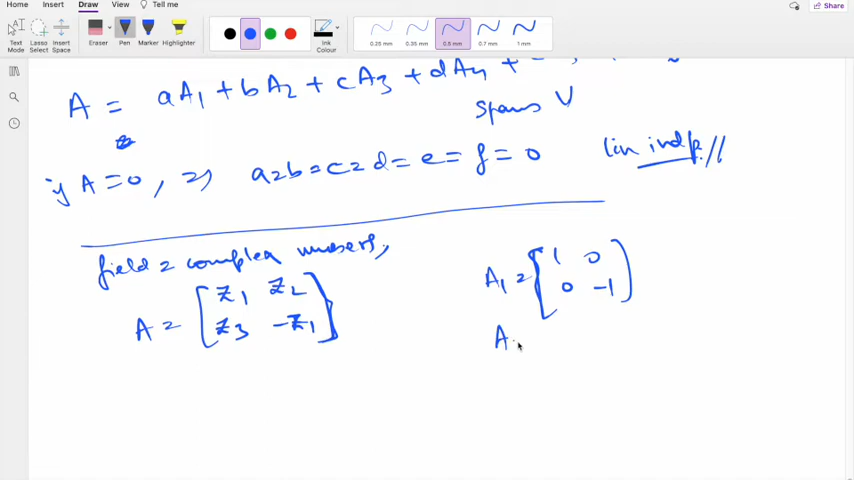 Home Insert Draw View Tell me Share
Text Mode Lasso Select Insert Space Eraser Pen Marker Highlighter Ink Colour 0.25 mm 0.35 mm 0.5 mm 0.7 mm 1 mm
A = aA1 + bA2 + cA3 + dA4 +
spans V
if A = 0, => a=b=c=d=e=f=0 lin indp. //
field = complex numbers,
A = [z1 z2
z3 -z1]
A1 = [1 0
0 -1]
A